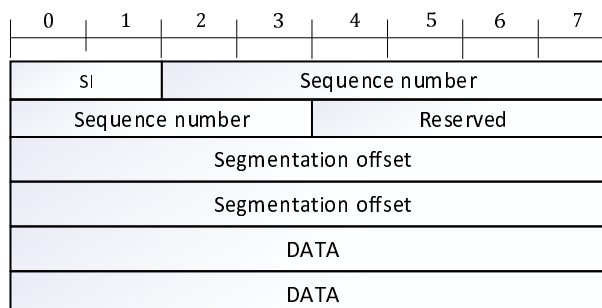 0 1 2 3 4 5 6 7
SI Sequence number
Sequence number Reserved
Segmentation offset
Segmentation offset
DATA
DATA